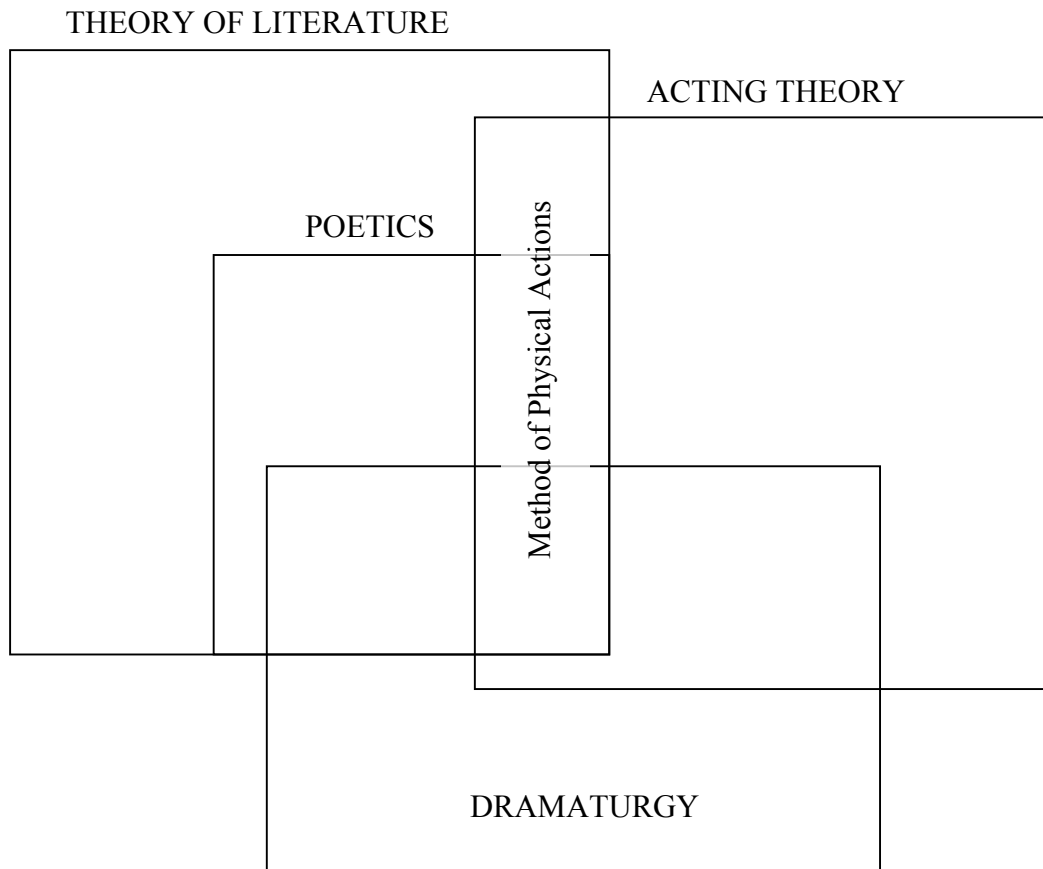 THEORY OF LITERATURE
ACTING THEORY
POETICS
Method of Physical Actions
DRAMATURGY